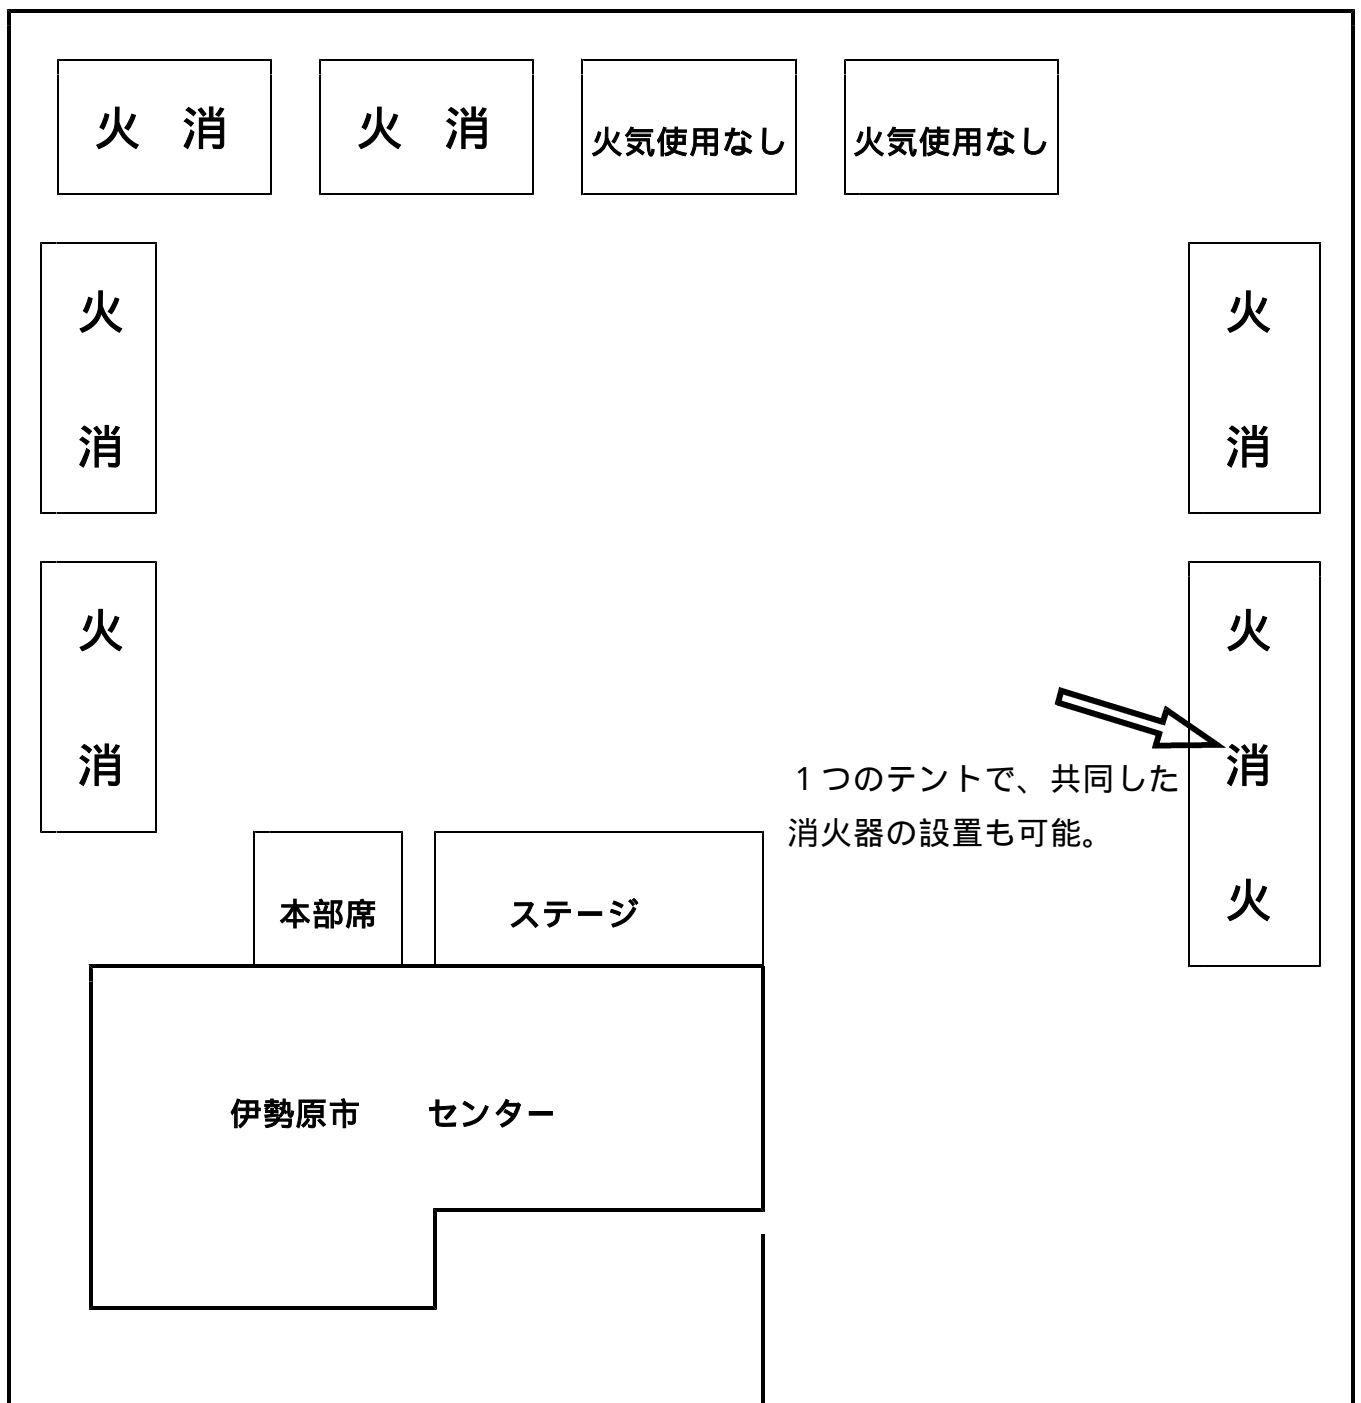 火　消
火　消
火気使用なし
火気使用なし
火
消
火
消
火
消
火
消
火
１つのテントで、共同した
消火器の設置も可能。
本部席
ステージ
伊勢原市　　センター